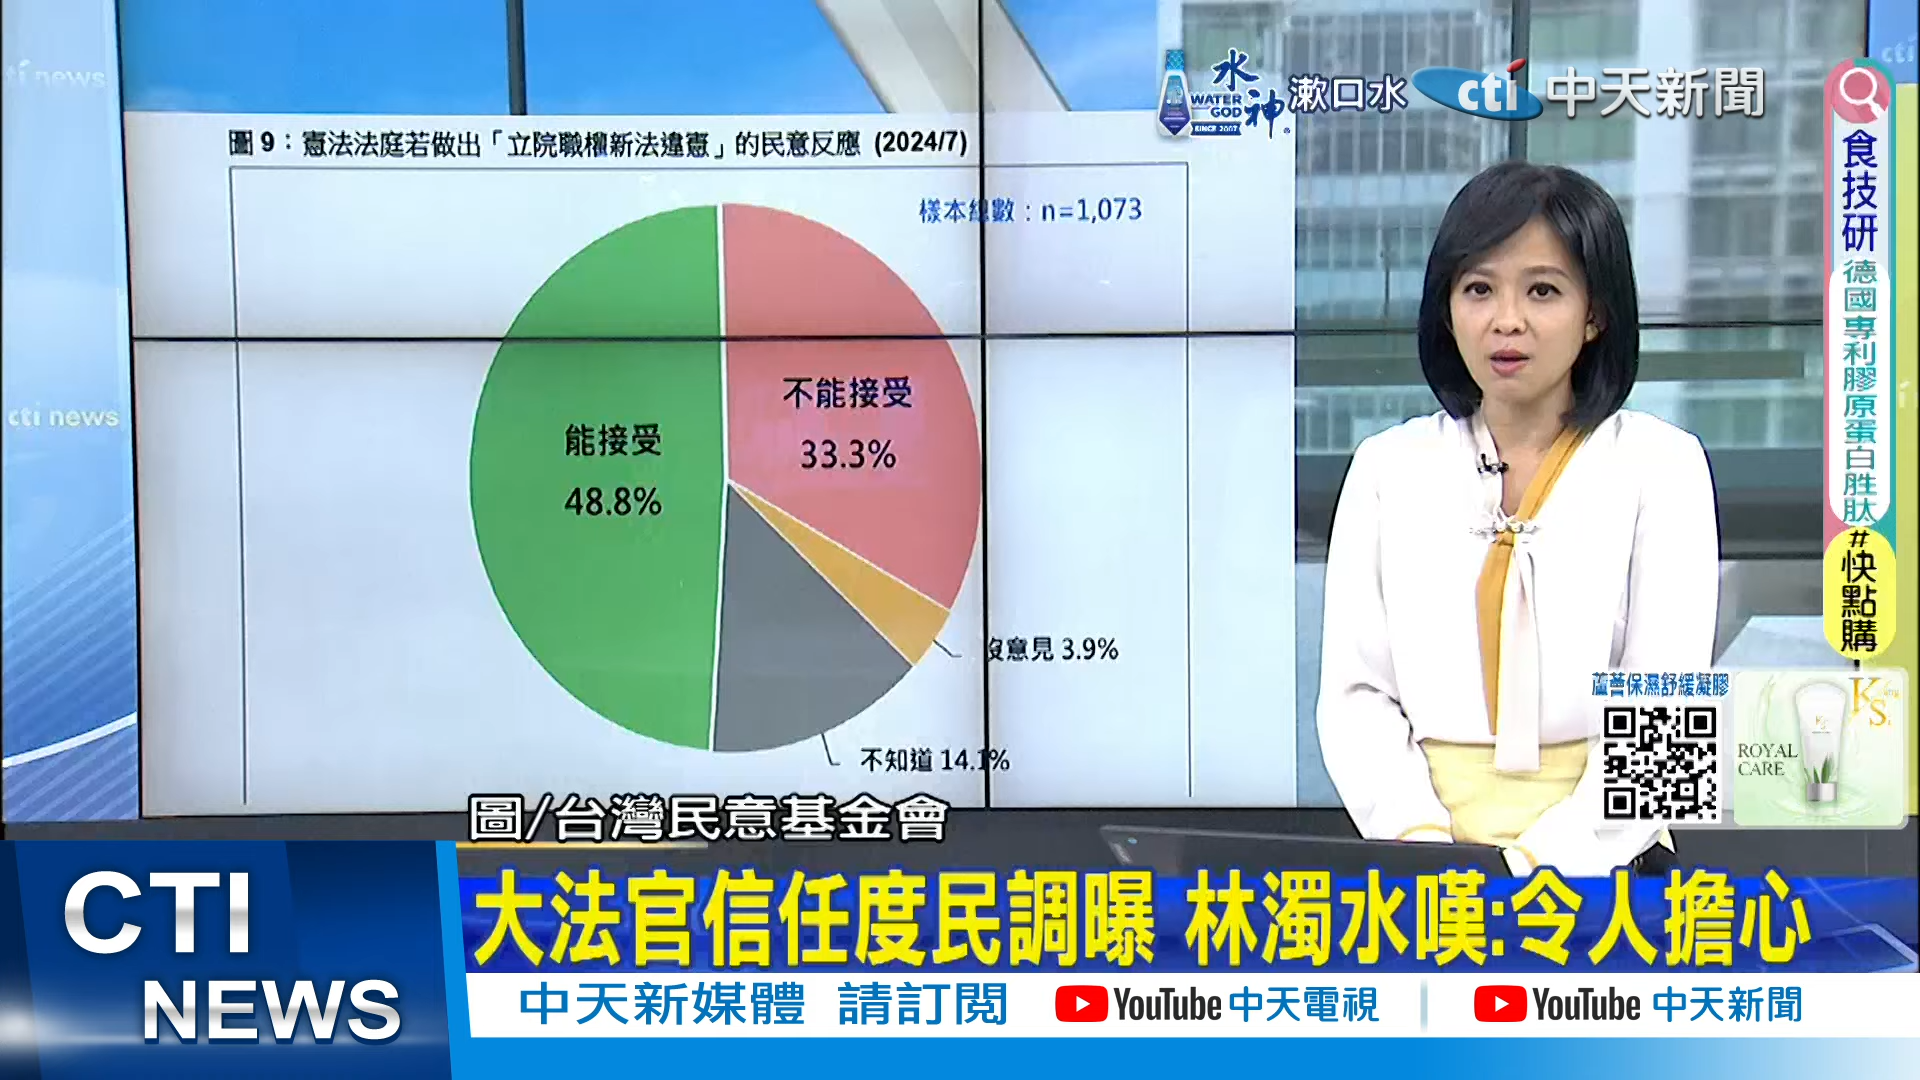 cti news
圖 9：憲法法庭若做出「立院職權新法違憲」的民意反應 (2024/7)
樣本總數：n=1,073
不能接受
33.3%
能接受
48.8%
沒意見 3.9%
不知道 14.1%
cti news
水神
WATER GOD
SINCE 2007
漱口水
cti 中天新聞
食技研
德國專利膠原蛋白胜肽
#快點購
蘆薈保濕舒緩凝膠
ROYAL
CARE
圖/台灣民意基金會
CTI
NEWS
大法官信任度民調曝 林濁水嘆:令人擔心
中天新媒體 請訂閱 YouTube 中天電視 | YouTube 中天新聞